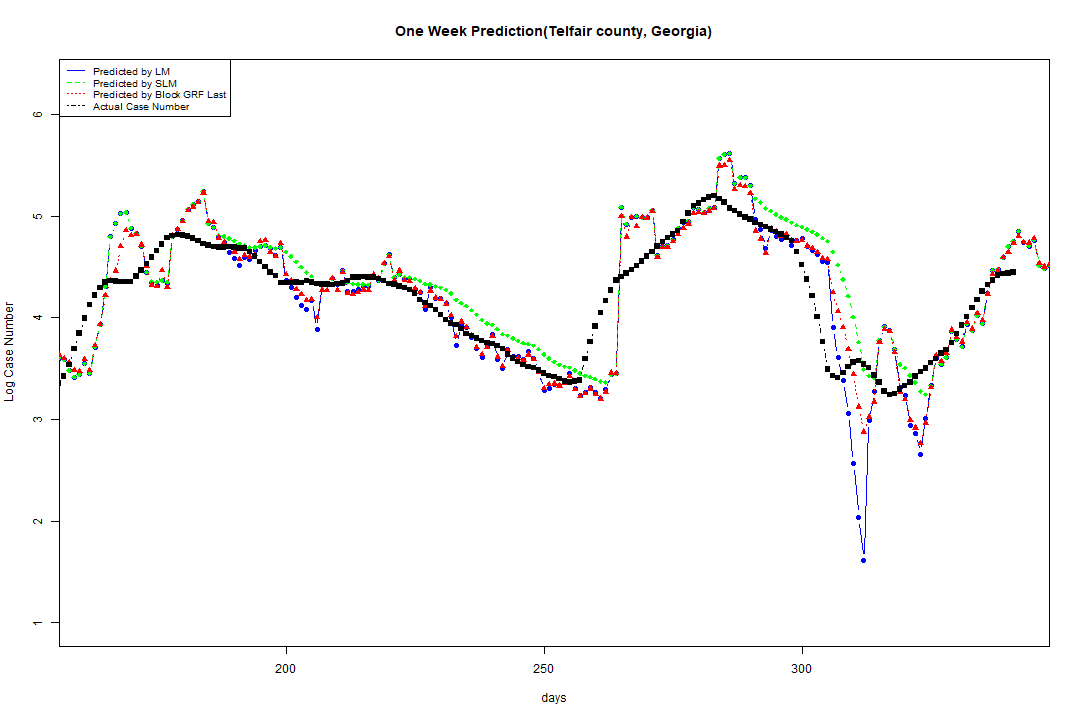 One Week Prediction(Telfair county, Georgia)
Predicted by LM
Predicted by SLM
Predicted by Block GRF Last
Actual Case Number
6
5
4
3
2
1
Log Case Number
200
250
300
days